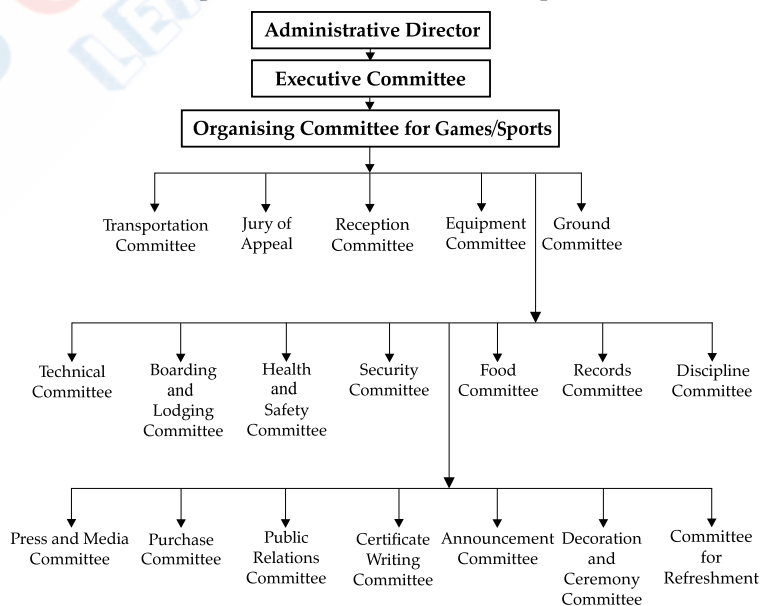 Administrative Director
Executive Committee
Organising Committee for Games/Sports
Transportation
Committee
Jury of
Appeal
Reception
Committee
Equipment
Committee
Ground
Committee
Technical
Committee
Boarding
and
Lodging
Committee
Health
and
Safety
Committee
Security
Committee
Food
Committee
Records
Committee
Discipline
Committee
Press and Media
Committee
Purchase
Committee
Public
Relations
Committee
Certificate
Writing
Committee
Announcement
Committee
Decoration
and
Ceremony
Committee
Committee
for
Refreshment